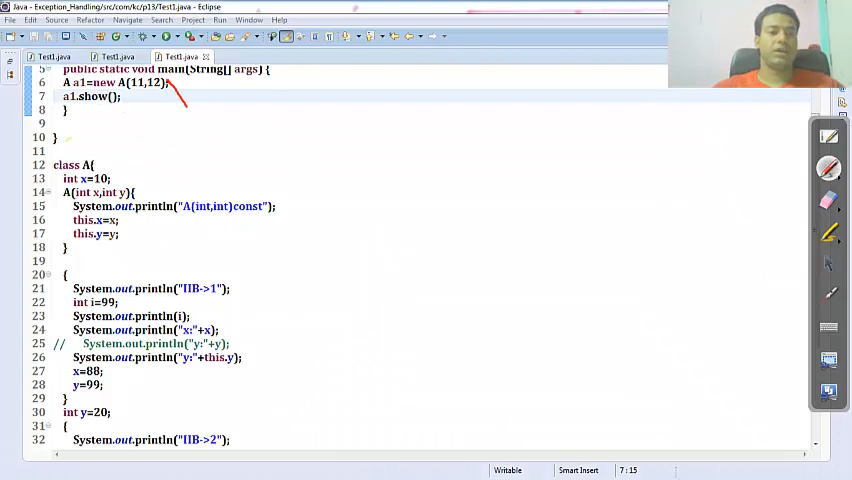 Java - Exception_Handling/src/com/kc/p13/Test1.java - Eclipse
File Edit Source Refactor Navigate Search Project Run Window Help
Test1.java Test1.java Test1.java
5 public static void main(String[] args) {
6 A a1=new A(11,12);
7 a1.show();
8 }
9
10 }
12 class A{
13 int x=10;
14 A(int x,int y){
15 System.out.println("A(int,int)const");
16 this.x=x;
17 this.y=y;
18 }
20 {
21 System.out.println("IIB->1");
22 int i=99;
23 System.out.println(i);
24 System.out.println("x:"+x);
25 // System.out.println("y:"+y);
26 System.out.println("y:"+this.y);
27 x=88;
28 y=99;
29 }
30 int y=20;
31 {
32 System.out.println("IIB->2");
Writable Smart Insert 7 : 15